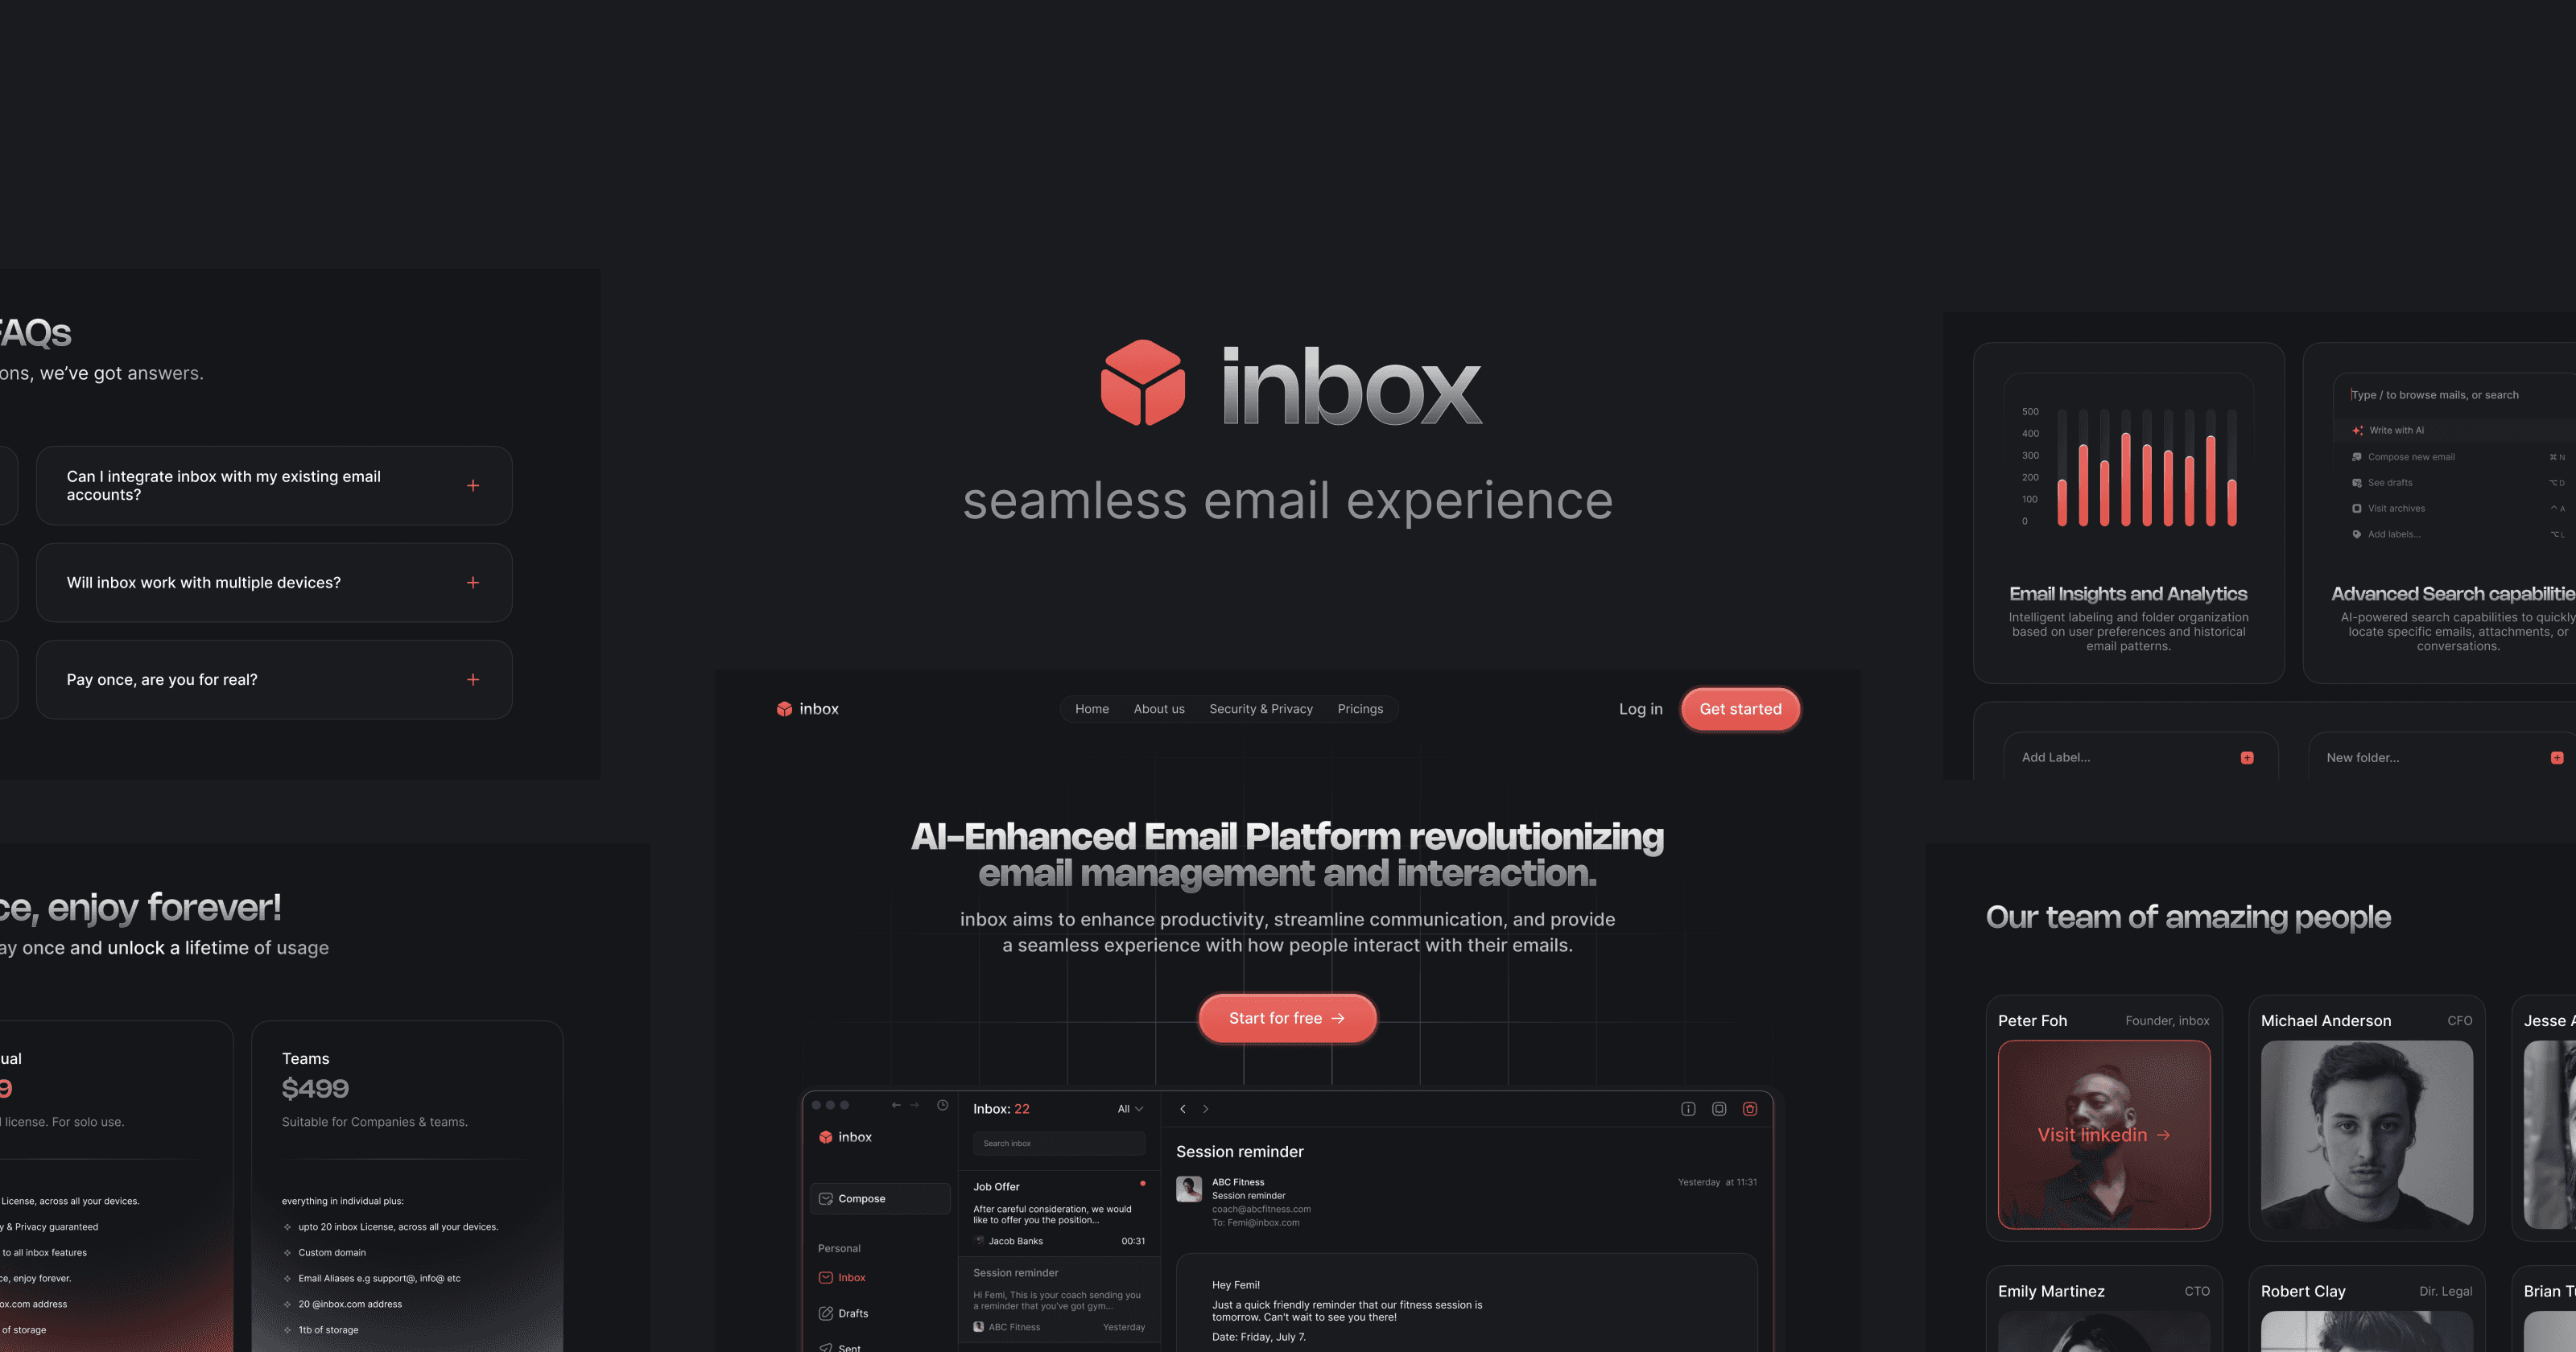 inbox
seamless email experience
FAQs
ons, we've got answers.
Can I integrate inbox with my existing email
accounts?
Will inbox work with multiple devices?
Pay once, are you for real?
ce, enjoy forever!
ay once and unlock a lifetime of usage
ual
9
license. For solo use.
License, across all your devices.
y & Privacy guaranteed
to all inbox features
ce, enjoy forever.
ox.com address
of storage
Teams
$499
Suitable for Companies & teams.
everything in individual plus:
upto 20 inbox License, across all your devices.
Custom domain
Email Aliases e.g support@, info@ etc
20 @inbox.com address
1tb of storage
inbox
Home About us Security & Privacy Pricings
Log in Get started
AI-Enhanced Email Platform revolutionizing
email management and interaction.
inbox aims to enhance productivity, streamline communication, and provide
a seamless experience with how people interact with their emails.
Start for free →
inbox
Compose
Personal
Inbox
Drafts
Sent
Inbox: 22 All
Search inbox
Job Offer
After careful consideration, we would
like to offer you the position...
Jacob Banks 00:31
Session reminder
Hi Femi, This is your coach sending you
a reminder that you've got gym...
ABC Fitness Yesterday
Session reminder
ABC Fitness Yesterday at 11:31
Session reminder
coach@abcfitness.com
To: Femi@inbox.com
Hey Femi!
Just a quick friendly reminder that our fitness session is
tomorrow. Can't wait to see you there!
Date: Friday, July 7.
500
400
300
200
100
0
Email Insights and Analytics
Intelligent labeling and folder organization
based on user preferences and historical
email patterns.
Type / to browse mails, or search
Write with Ai
Compose new email ⌘ N
See drafts ⌥ D
Visit archives ^ A
Add labels... ⌥ L
Advanced Search capabilitie
AI-powered search capabilities to quickly
locate specific emails, attachments, or
conversations.
Add Label...
New folder...
Our team of amazing people
Peter Foh Founder, inbox
Visit linkedin →
Michael Anderson CFO
Jesse A
Emily Martinez CTO
Robert Clay Dir. Legal
Brian T